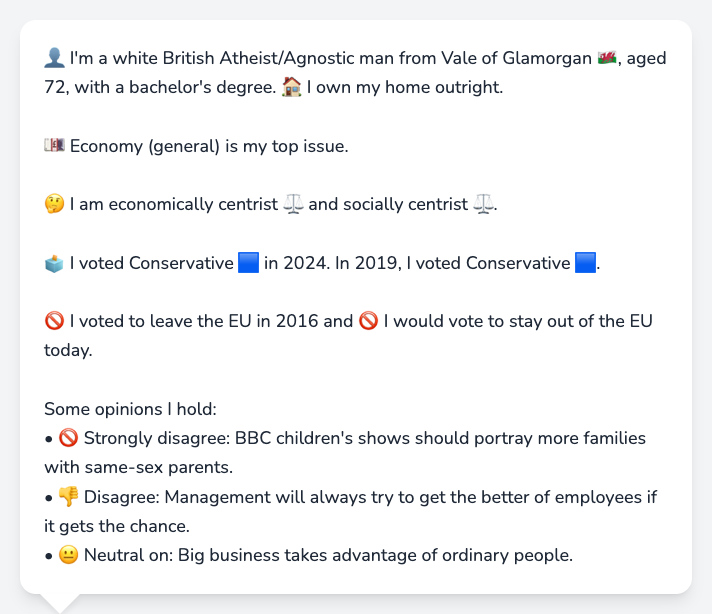 👤 I'm a white British Atheist/Agnostic man from Vale of Glamorgan 🏴󠁧󠁢󠁷󠁬󠁳󠁿, aged
72, with a bachelor's degree. 🏠 I own my home outright.
💷 Economy (general) is my top issue.
🤔 I am economically centrist ⚖️ and socially centrist ⚖️.
🗳️ I voted Conservative 🟦 in 2024. In 2019, I voted Conservative 🟦.
🚫 I voted to leave the EU in 2016 and 🚫 I would vote to stay out of the EU
today.
Some opinions I hold:
• 🚫 Strongly disagree: BBC children's shows should portray more families
with same-sex parents.
• 👎 Disagree: Management will always try to get the better of employees if
it gets the chance.
• 😐 Neutral on: Big business takes advantage of ordinary people.